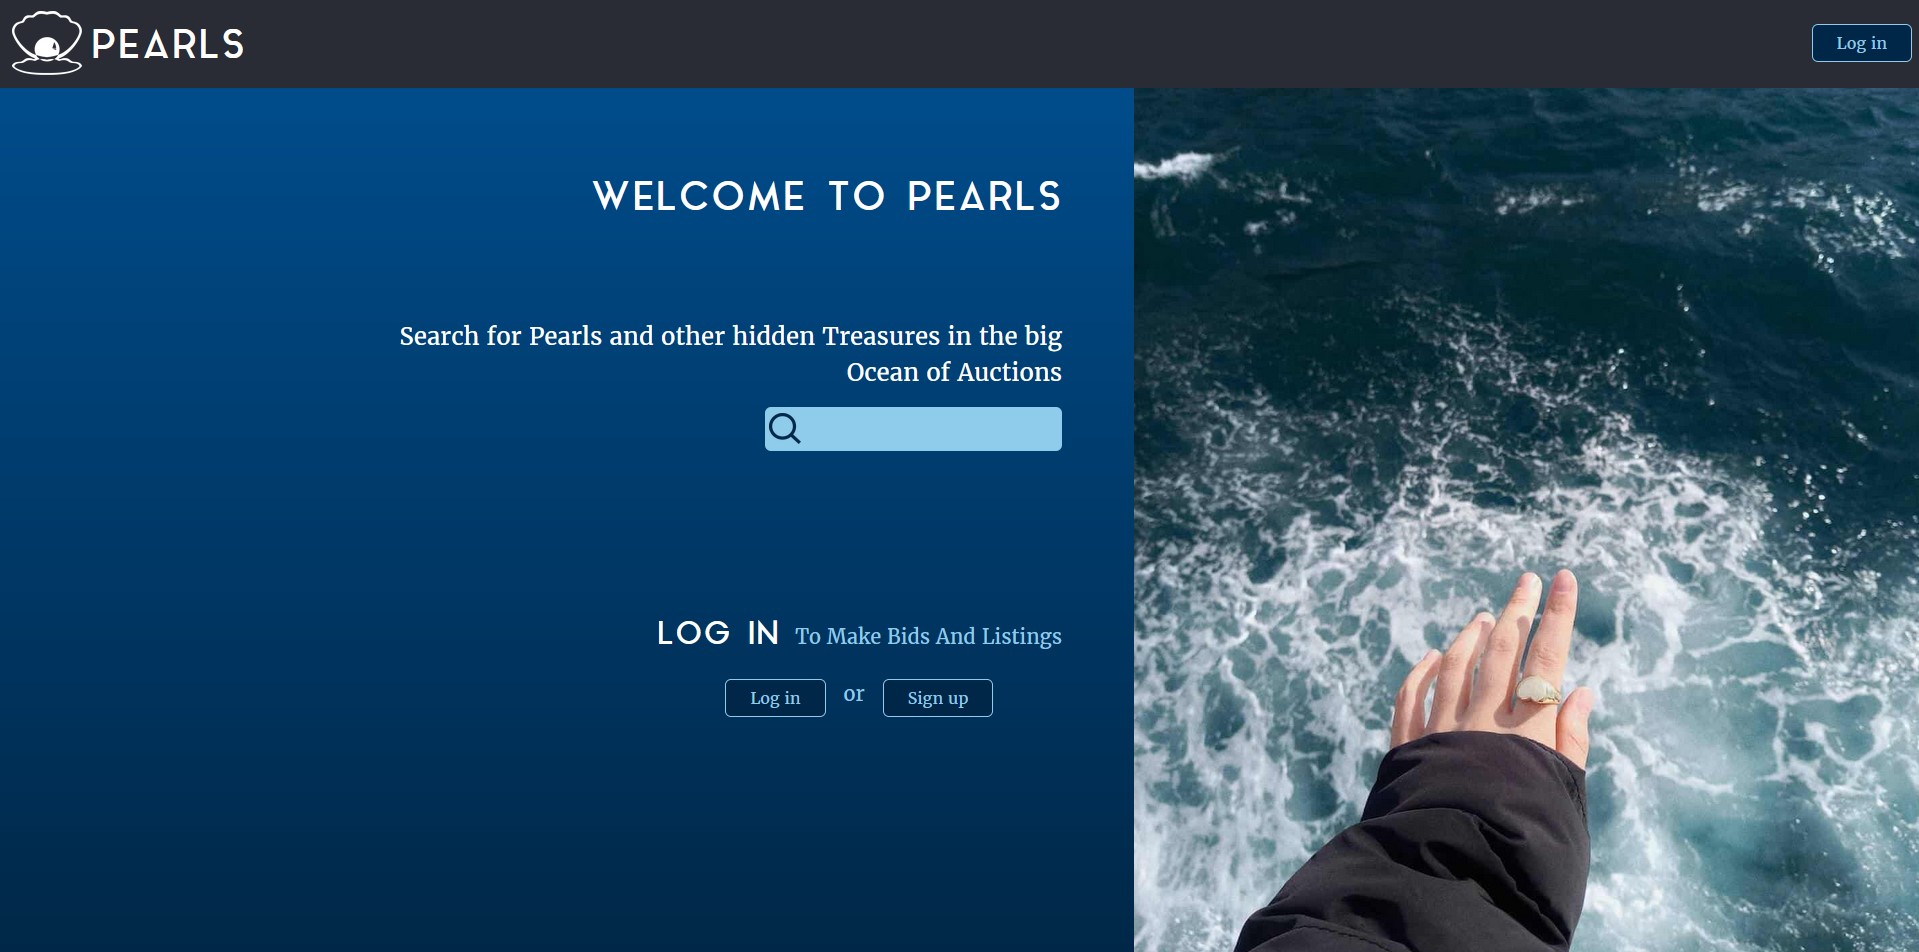 PEARLS
Log in
WELCOME TO PEARLS
Search for Pearls and other hidden Treasures in the big
Ocean of Auctions
LOG IN To Make Bids And Listings
Log in or Sign up